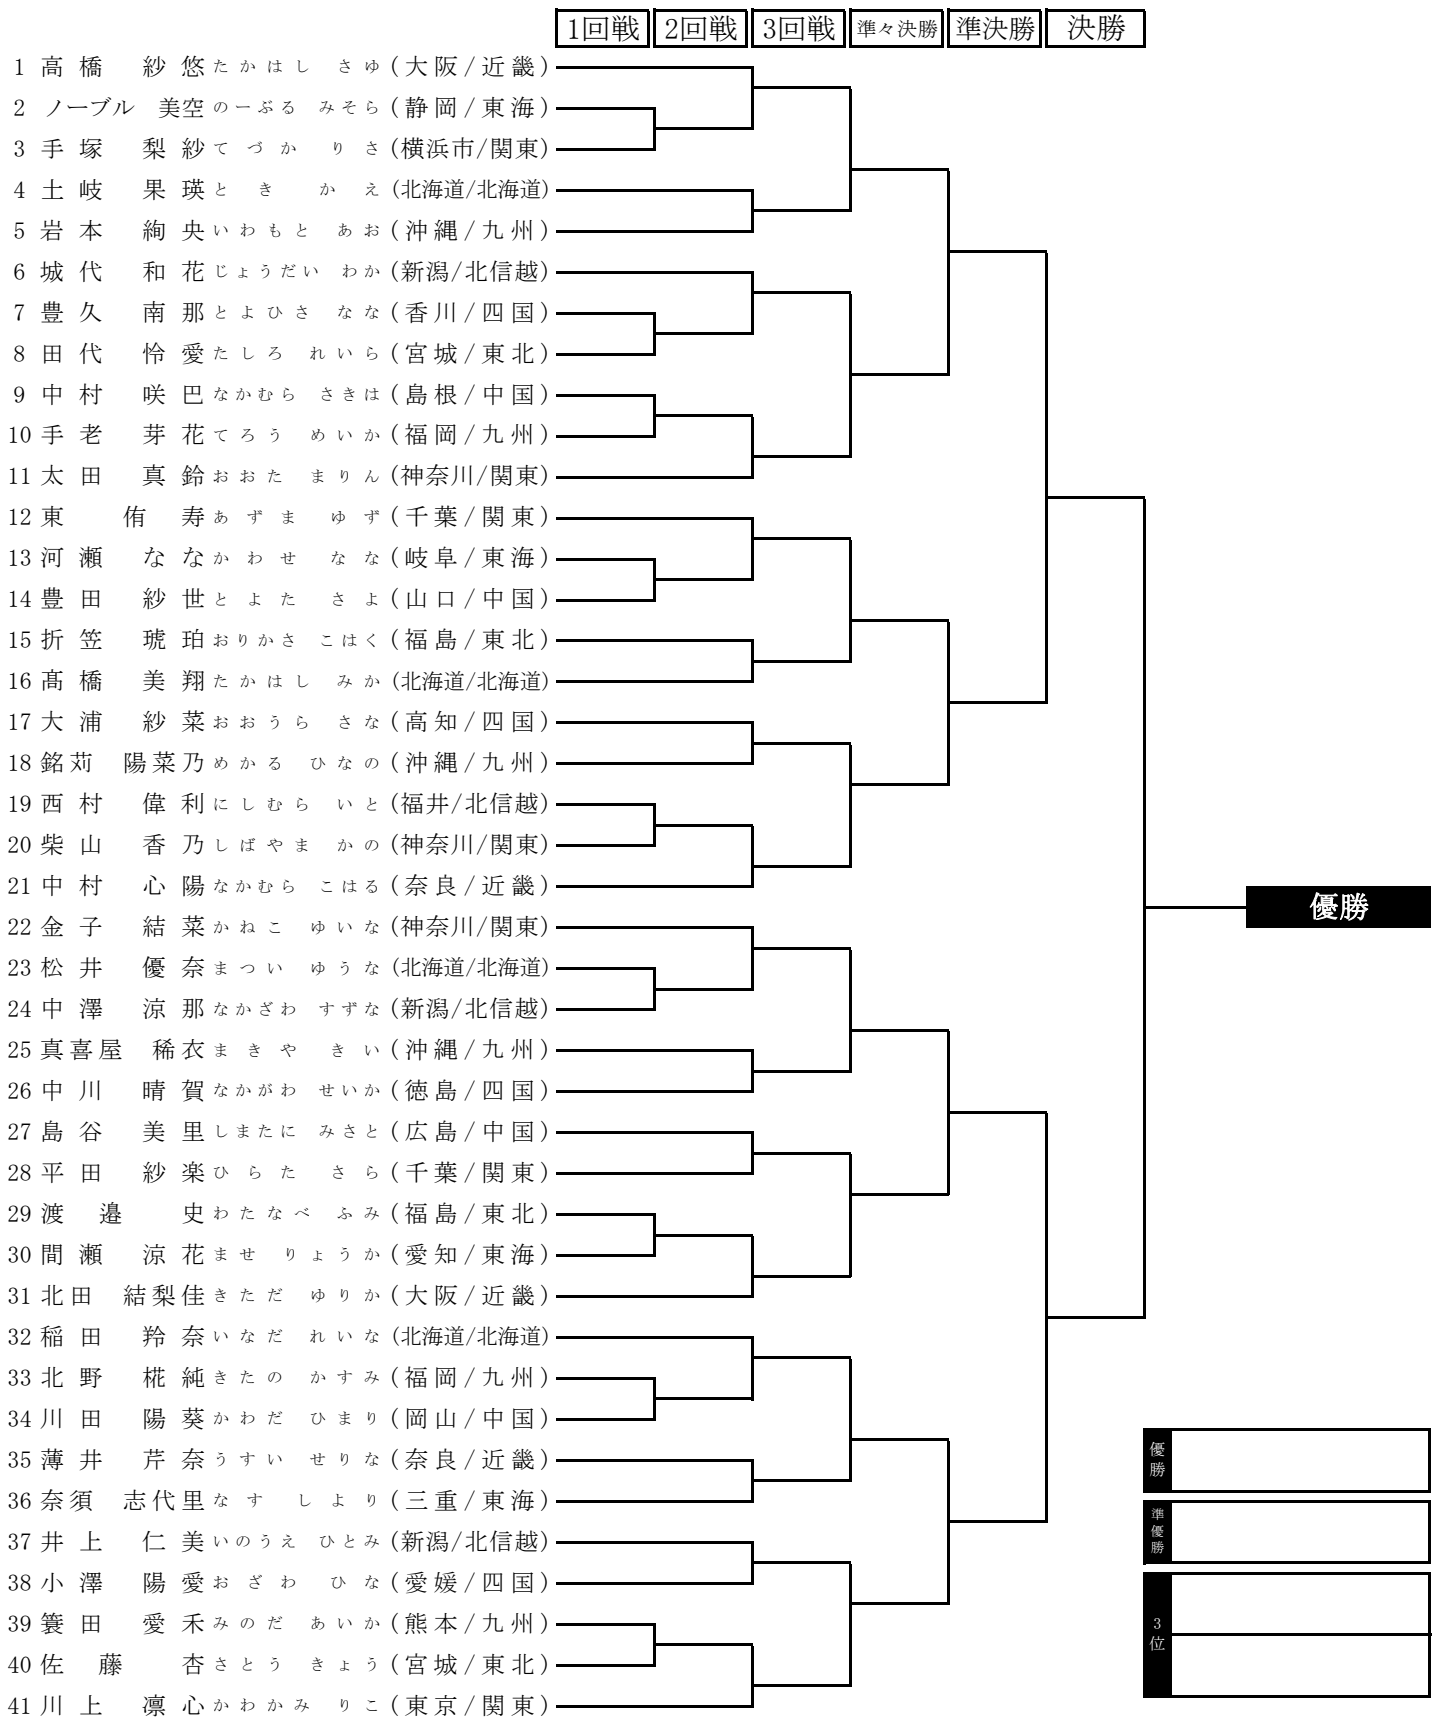 1回戦 2回戦 3回戦 準々決勝 準決勝 決勝
1 高橋 紗悠 たかはし さゆ (大阪/近畿)
2 ノーブル 美空 のーぶる みそら (静岡/東海)
3 手塚 梨紗 てづか りさ (横浜市/関東)
4 土岐 果瑛 とき かえ (北海道/北海道)
5 岩本 絢央 いわもと あお (沖縄/九州)
6 城代 和花 じょうだい わか (新潟/北信越)
7 豊久 南那 とよひさ なな (香川/四国)
8 田代 怜愛 たしろ れいら (宮城/東北)
9 中村 咲巴 なかむら さきは (島根/中国)
10 手老 芽花 てろう めいか (福岡/九州)
11 太田 真鈴 おおた まりん (神奈川/関東)
12 東 侑寿 あずま ゆず (千葉/関東)
13 河瀬 なな かわせ なな (岐阜/東海)
14 豊田 紗世 とよた さよ (山口/中国)
15 折笠 琥珀 おりかさ こはく (福島/東北)
16 髙橋 美翔 たかはし みか (北海道/北海道)
17 大浦 紗菜 おおうら さな (高知/四国)
18 銘苅 陽菜乃 めかる ひなの (沖縄/九州)
19 西村 偉利 にしむら いと (福井/北信越)
20 柴山 香乃 しばやま かの (神奈川/関東)
21 中村 心陽 なかむら こはる (奈良/近畿)
優勝
22 金子 結菜 かねこ ゆいな (神奈川/関東)
23 松井 優奈 まつい ゆうな (北海道/北海道)
24 中澤 涼那 なかざわ すずな (新潟/北信越)
25 真喜屋 稀衣 まきや きい (沖縄/九州)
26 中川 晴賀 なかがわ せいか (徳島/四国)
27 島谷 美里 しまたに みさと (広島/中国)
28 平田 紗楽 ひらた さら (千葉/関東)
29 渡邉 史 わたなべ ふみ (福島/東北)
30 間瀬 涼花 ませ りょうか (愛知/東海)
31 北田 結梨佳 きただ ゆりか (大阪/近畿)
32 稲田 羚奈 いなだ れいな (北海道/北海道)
33 北野 椛純 きたの かすみ (福岡/九州)
34 川田 陽葵 かわだ ひまり (岡山/中国)
35 薄井 芹奈 うすい せりな (奈良/近畿)
36 奈須 志代里 なす しより (三重/東海)
37 井上 仁美 いのうえ ひとみ (新潟/北信越)
38 小澤 陽愛 おざわ ひな (愛媛/四国)
39 簑田 愛禾 みのだ あいか (熊本/九州)
40 佐藤 杏 さとう きょう (宮城/東北)
41 川上 凛心 かわかみ りこ (東京/関東)
優勝
準優勝
3位